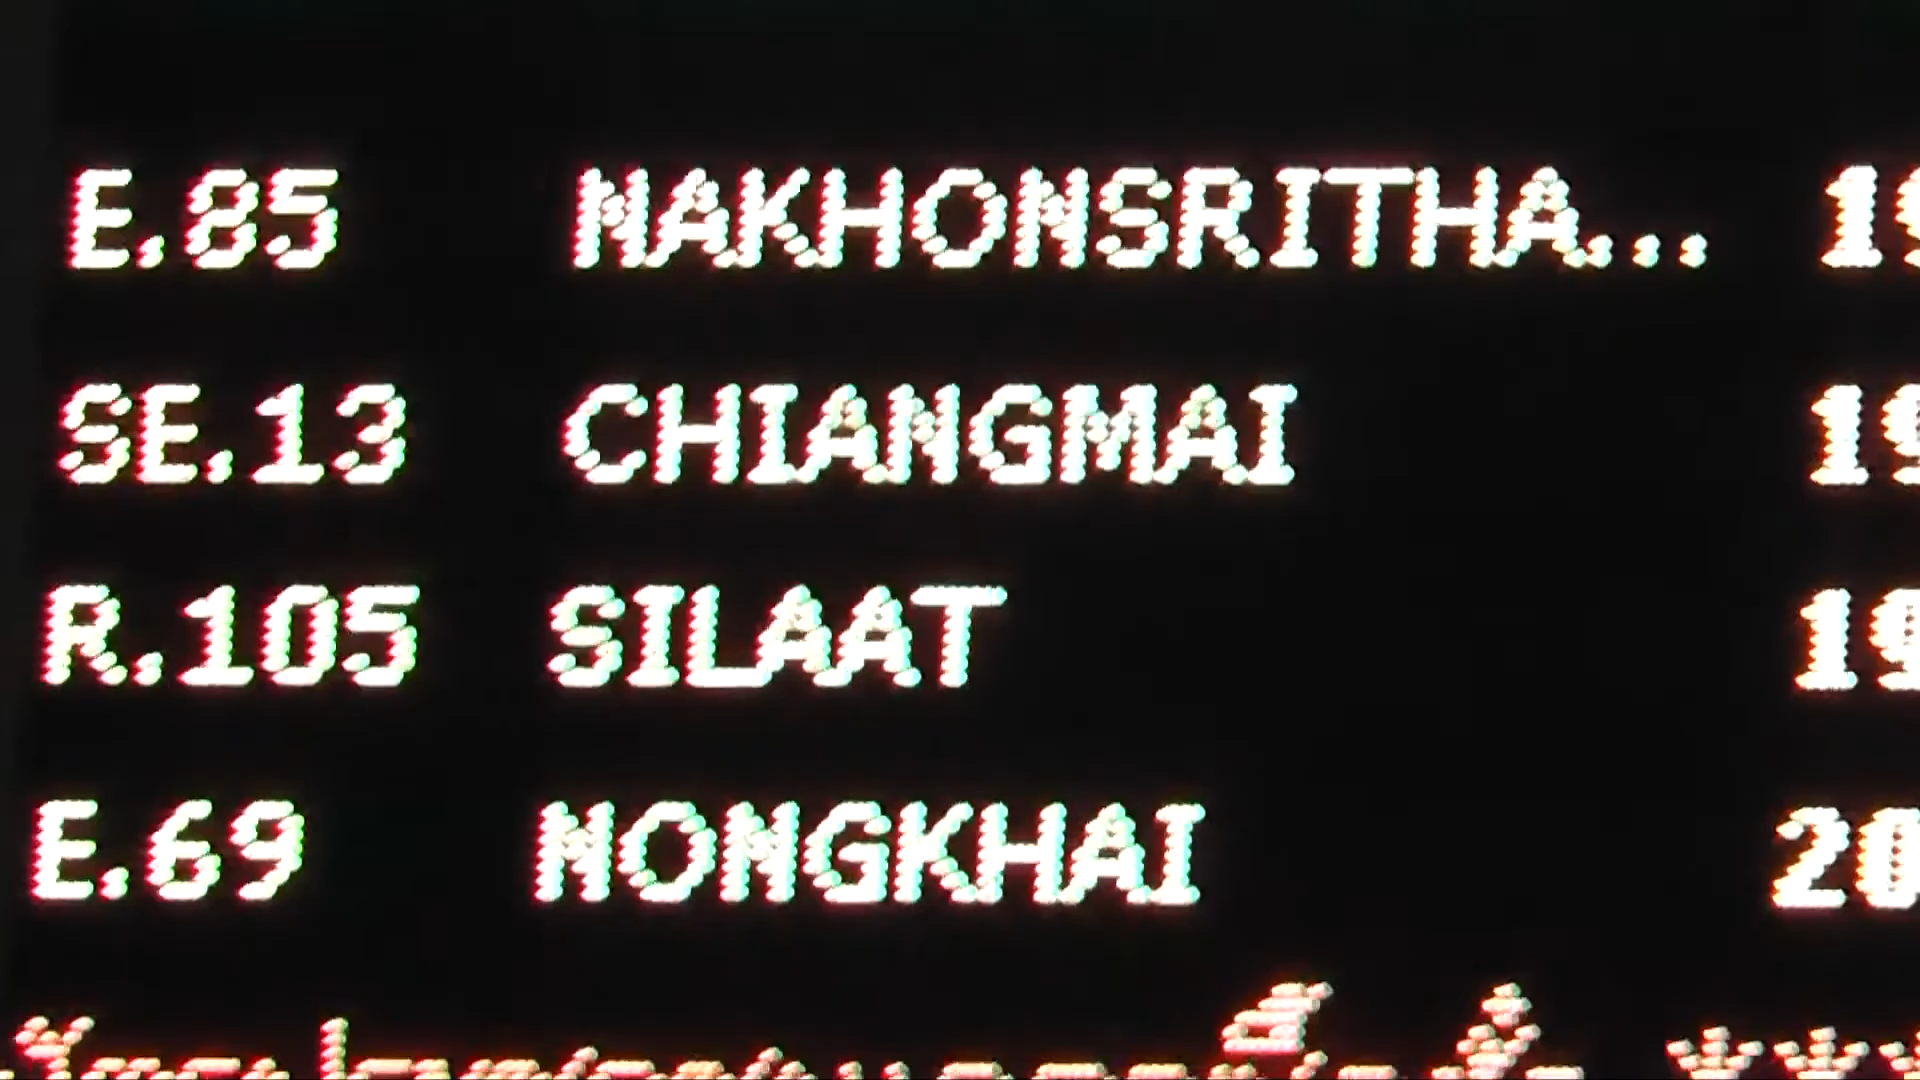 E.85 NAKHONSRITHA... 19
SE.13 CHIANGMAI 19
R.105 SILAAT 19
E.69 NONGKHAI 20